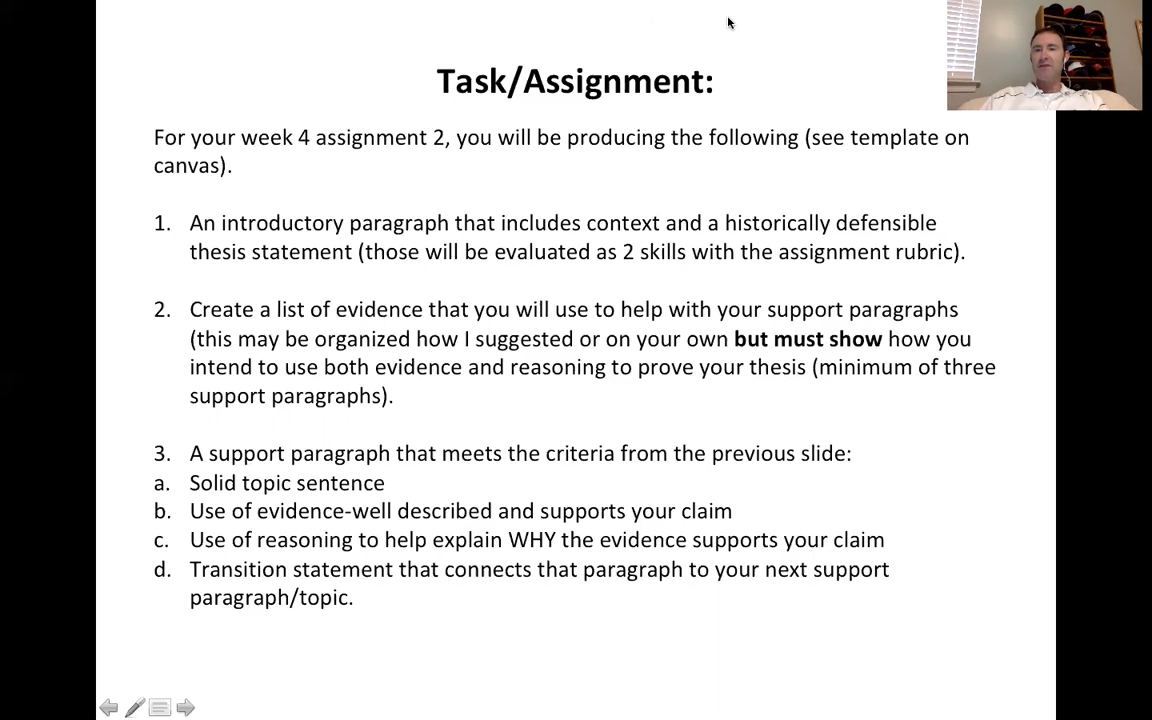 Task/Assignment:
For your week 4 assignment 2, you will be producing the following (see template on
canvas).
1. An introductory paragraph that includes context and a historically defensible
thesis statement (those will be evaluated as 2 skills with the assignment rubric).
2. Create a list of evidence that you will use to help with your support paragraphs
(this may be organized how I suggested or on your own but must show how you
intend to use both evidence and reasoning to prove your thesis (minimum of three
support paragraphs).
3. A support paragraph that meets the criteria from the previous slide:
a. Solid topic sentence
b. Use of evidence-well described and supports your claim
c. Use of reasoning to help explain WHY the evidence supports your claim
d. Transition statement that connects that paragraph to your next support
paragraph/topic.